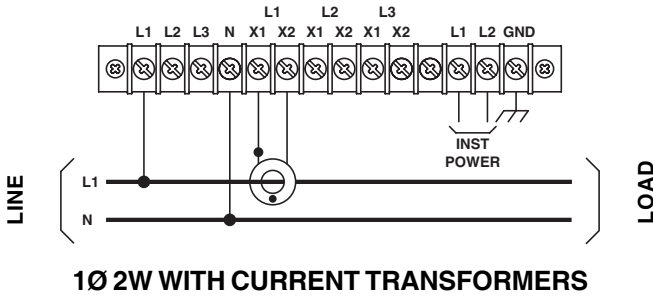 L1 L2 L3
L1 L2 L3 N X1 X2 X1 X2 X1 X2 L1 L2 GND
INST
POWER
LINE
L1
N
LOAD
1Ø 2W WITH CURRENT TRANSFORMERS